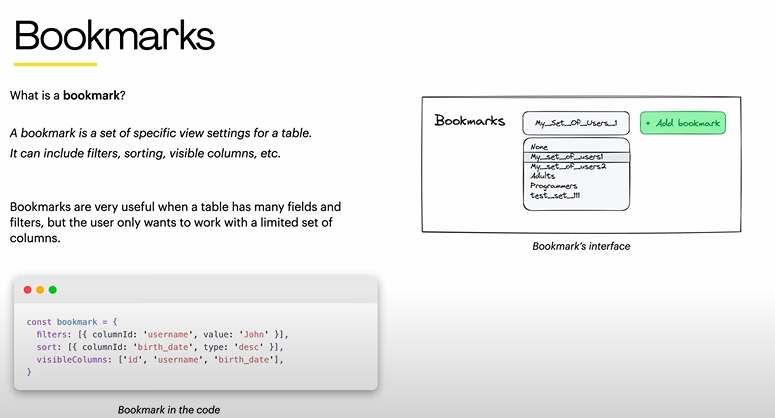 Bookmarks
What is a bookmark?
A bookmark is a set of specific view settings for a table.
It can include filters, sorting, visible columns, etc.
Bookmarks are very useful when a table has many fields and
filters, but the user only wants to work with a limited set of
columns.
const bookmark = {
filters: [{ columnId: 'username', value: 'John' }],
sort: [{ columnId: 'birth_date', type: 'desc' }],
visibleColumns: ['id', 'username', 'birth_date'],
}
Bookmark in the code
Bookmarks
My_Set_Of_Users_1
+ Add bookmark
None
My_set_of_users1
My_set_of_users2
Adults
Programmers
test_set_111
Bookmark's interface